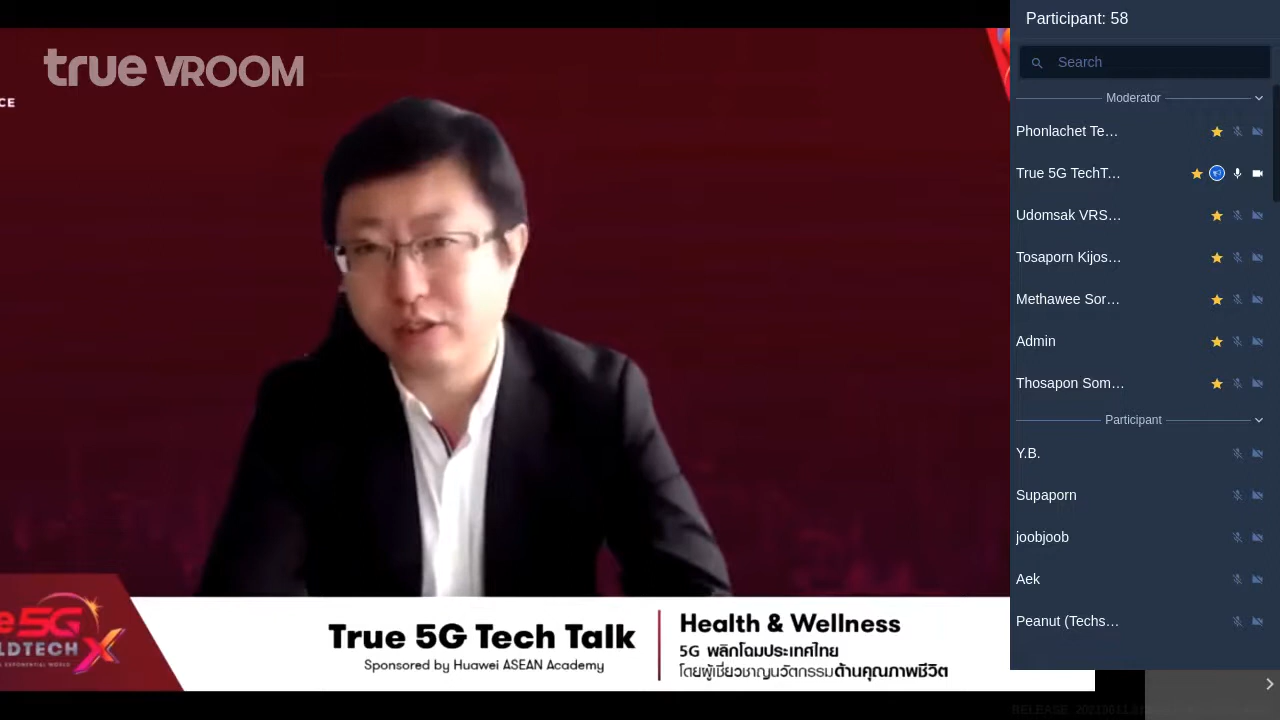 true VROOM
CE
Participant: 58
Search
Moderator
Phonlachet Te…
True 5G TechT…
Udomsak VRS…
Tosaporn Kijos…
Methawee Sor…
Admin
Thosapon Som…
Participant
Y.B.
Supaporn
joobjoob
Aek
Peanut (Techs…
e5G
LDTECH X
True 5G Tech Talk
Sponsored by Huawei ASEAN Academy
Health & Wellness
5G พลิกโฉมประเทศไทย
โดยผู้เชี่ยวชาญนวัตกรรมด้านคุณภาพชีวิต